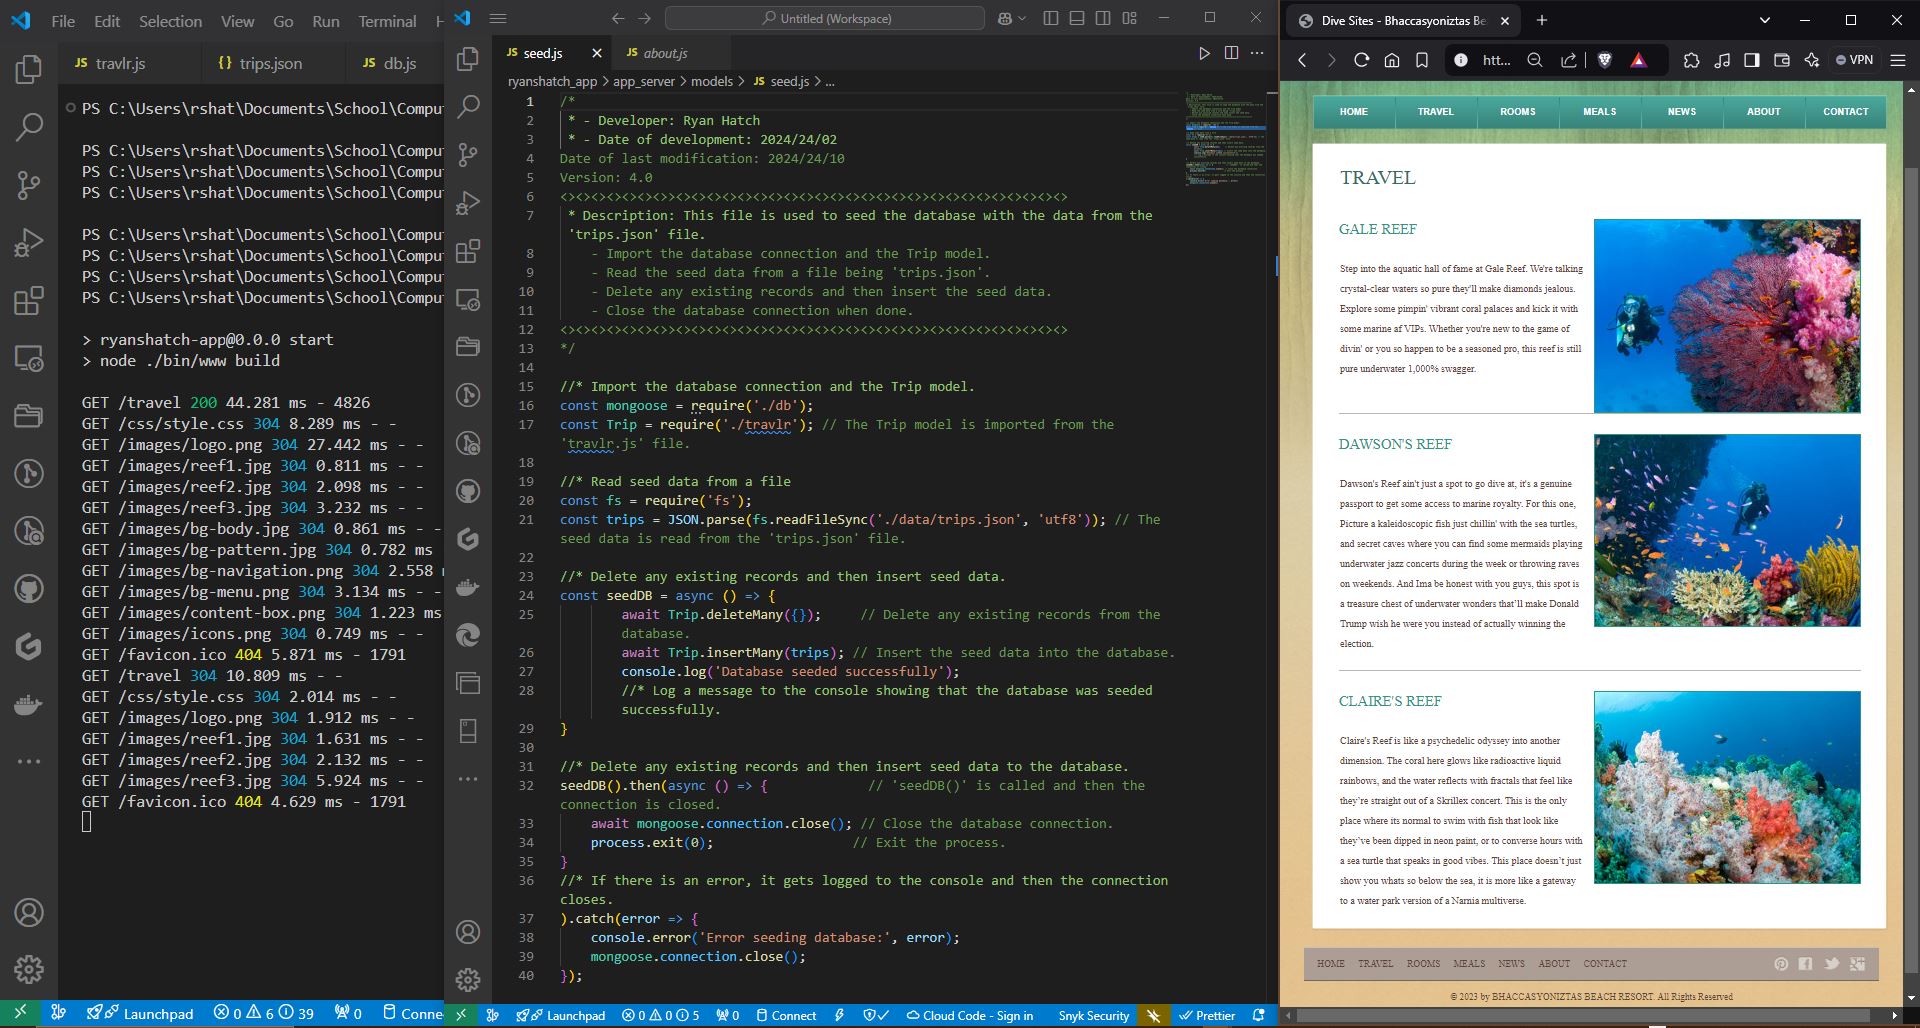 File Edit Selection View Go Run Terminal
travlr.js
trips.json
db.js
PS C:\Users\rshat\Documents\School\Comput
PS C:\Users\rshat\Documents\School\Comput
PS C:\Users\rshat\Documents\School\Comput
PS C:\Users\rshat\Documents\School\Comput
PS C:\Users\rshat\Documents\School\Comput
PS C:\Users\rshat\Documents\School\Comput
PS C:\Users\rshat\Documents\School\Comput
PS C:\Users\rshat\Documents\School\Comput
> ryanshatch-app@0.0.0 start
> node ./bin/www build
GET /travel 200 44.281 ms - 4826
GET /css/style.css 304 8.289 ms - -
GET /images/logo.png 304 27.442 ms - -
GET /images/reef1.jpg 304 0.811 ms - -
GET /images/reef2.jpg 304 2.098 ms - -
GET /images/reef3.jpg 304 3.232 ms - -
GET /images/bg-body.jpg 304 0.861 ms - -
GET /images/bg-pattern.jpg 304 0.782 ms
GET /images/bg-navigation.png 304 2.558
GET /images/bg-menu.png 304 3.134 ms - -
GET /images/content-box.png 304 1.223 ms
GET /images/icons.png 304 0.749 ms - -
GET /favicon.ico 404 5.871 ms - 1791
GET /travel 304 10.809 ms - -
GET /css/style.css 304 2.014 ms - -
GET /images/logo.png 304 1.912 ms - -
GET /images/reef1.jpg 304 1.631 ms - -
GET /images/reef2.jpg 304 2.132 ms - -
GET /images/reef3.jpg 304 5.924 ms - -
GET /favicon.ico 404 4.629 ms - 1791
Launchpad 0 6 39 0 Conne
Untitled (Workspace)
JS seed.js
JS about.js
ryanshatch_app > app_server > models > JS seed.js > ...
1 /*
2 * - Developer: Ryan Hatch
3 * - Date of development: 2024/24/02
4 Date of last modification: 2024/24/10
5 Version: 4.0
6 <><><><><><><><><><><><><><><><><><><><><><><><><><><><><><><><><>
7 * Description: This file is used to seed the database with the data from the
'trips.json' file.
8 - Import the database connection and the Trip model.
9 - Read the seed data from a file being 'trips.json'.
10 - Delete any existing records and then insert the seed data.
11 - Close the database connection when done.
12 <><><><><><><><><><><><><><><><><><><><><><><><><><><><><><><><><>
13 */
14
15 //* Import the database connection and the Trip model.
16 const mongoose = require('./db');
17 const Trip = require('./travlr'); // The Trip model is imported from the
'travlr.js' file.
18
19 //* Read seed data from a file
20 const fs = require('fs');
21 const trips = JSON.parse(fs.readFileSync('./data/trips.json', 'utf8')); // The
seed data is read from the 'trips.json' file.
22
23 //* Delete any existing records and then insert seed data.
24 const seedDB = async () => {
25 await Trip.deleteMany({}); // Delete any existing records from the
database.
26 await Trip.insertMany(trips); // Insert the seed data into the database.
27 console.log('Database seeded successfully');
28 //* Log a message to the console showing that the database was seeded
successfully.
29 }
30
31 //* Delete any existing records and then insert seed data to the database.
32 seedDB().then(async () => { // 'seedDB()' is called and then the
connection is closed.
33 await mongoose.connection.close(); // Close the database connection.
34 process.exit(0); // Exit the process.
35 }
36 //* If there is an error, it gets logged to the console and then the connection
closes.
37 ).catch(error => {
38 console.error('Error seeding database:', error);
39 mongoose.connection.close();
40 });
Launchpad 0 0 5 0 Connect Cloud Code - Sign in Snyk Security Prettier
Dive Sites - Bhaccasyoniztas Be
htt... VPN
HOME TRAVEL ROOMS MEALS NEWS ABOUT CONTACT
TRAVEL
GALE REEF
Step into the aquatic hall of fame at Gale Reef. We're talking
crystal-clear waters so pure they'll make diamonds jealous.
Explore some pimpin' vibrant coral palaces and kick it with
some marine af VIPs. Whether you're new to the game of
divin' or you so happen to be a seasoned pro, this reef is still
pure underwater 1,000% swagger.
DAWSON'S REEF
Dawson's Reef ain't just a spot to go dive at, it's a genuine
passport to get some access to marine royalty. For this one,
Picture a kaleidoscopic fish just chillin' with the sea turtles,
and secret caves where you can find some mermaids playing
underwater jazz concerts during the week or throwing raves
on weekends. And Ima be honest with you guys, this spot is
a treasure chest of underwater wonders that'll make Donald
Trump wish he were you instead of actually winning the
election.
CLAIRE'S REEF
Claire's Reef is like a psychedelic odyssey into another
dimension. The coral here glows like radioactive liquid
rainbows, and the water reflects with fractals that feel like
they're straight out of a Skrillex concert. This is the only
place where its normal to swim with fish that look like
they've been dipped in neon paint, or to converse hours with
a sea turtle that speaks in good vibes. This place doesn't just
show you whats so below the sea, it is more like a gateway
to a water park version of a Narnia multiverse.
HOME TRAVEL ROOMS MEALS NEWS ABOUT CONTACT
© 2023 by BHACCASYONIZTAS BEACH RESORT. All Rights Reserved